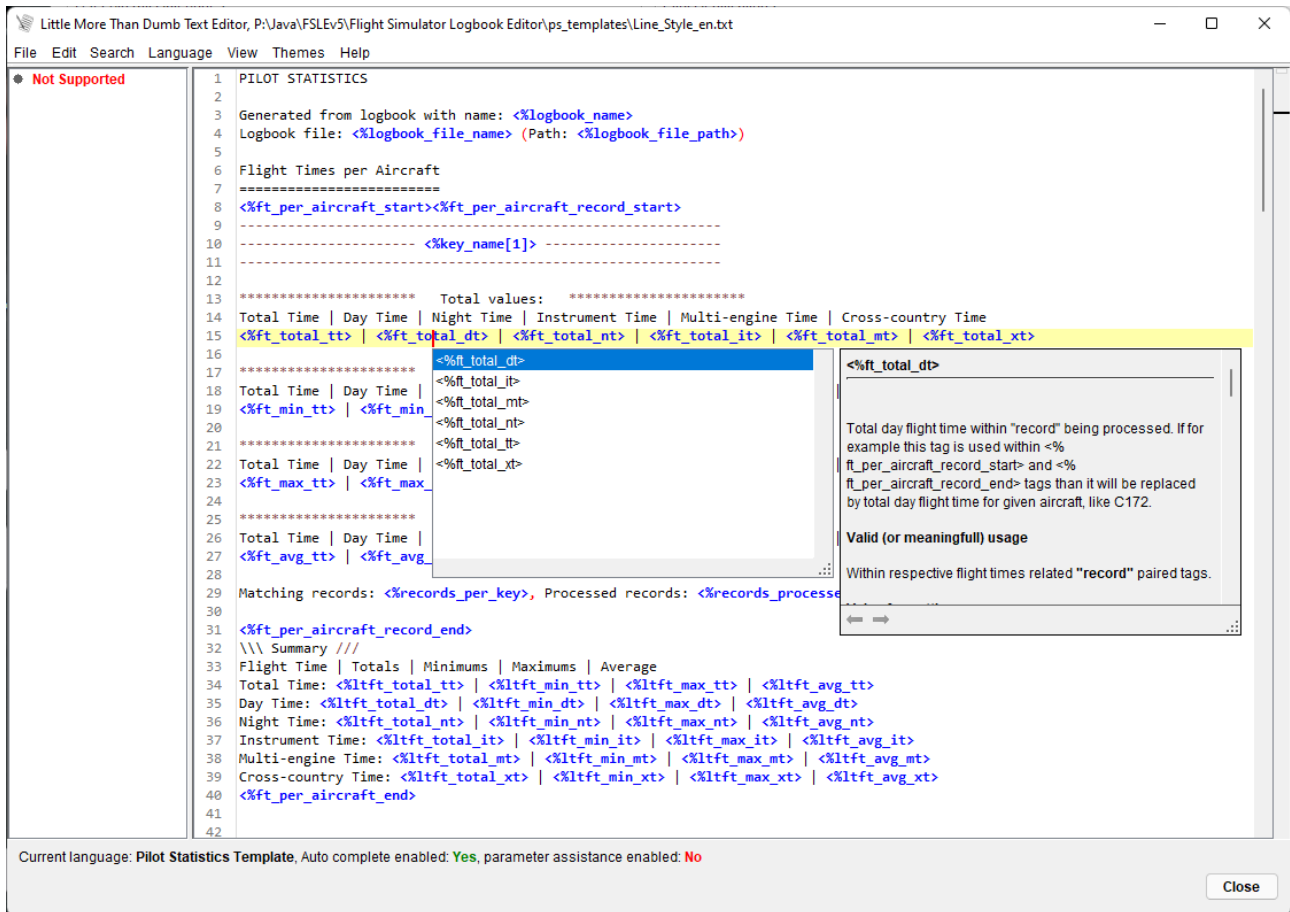 Little More Than Dumb Text Editor, P:\Java\FSLEv5\Flight Simulator Logbook Editor\ps_templates\Line_Style_en.txt
File Edit Search Language View Themes Help
Not Supported
1 PILOT STATISTICS
2
3 Generated from logbook with name: <%logbook_name>
4 Logbook file: <%logbook_file_name> (Path: <%logbook_file_path>)
5
6 Flight Times per Aircraft
7 =========================
8 <%ft_per_aircraft_start><%ft_per_aircraft_record_start>
9 ------------------------------------------------------------
10 ---------------------- <%key_name[1]> ----------------------
11 ------------------------------------------------------------
12
13 ********************** Total values: **********************
14 Total Time | Day Time | Night Time | Instrument Time | Multi-engine Time | Cross-country Time
15 <%ft_total_tt> | <%ft_total_dt> | <%ft_total_nt> | <%ft_total_it> | <%ft_total_mt> | <%ft_total_xt>
16
17 **********************
18 Total Time | Day Time |
19 <%ft_min_tt> | <%ft_min_
20
21 **********************
22 Total Time | Day Time |
23 <%ft_max_tt> | <%ft_max_
24
25 **********************
26 Total Time | Day Time |
27 <%ft_avg_tt> | <%ft_avg_
28
29 Matching records: <%records_per_key>, Processed records: <%records_processe
30
31 <%ft_per_aircraft_record_end>
32 \\\ Summary ///
33 Flight Time | Totals | Minimums | Maximums | Average
34 Total Time: <%ltft_total_tt> | <%ltft_min_tt> | <%ltft_max_tt> | <%ltft_avg_tt>
35 Day Time: <%ltft_total_dt> | <%ltft_min_dt> | <%ltft_max_dt> | <%ltft_avg_dt>
36 Night Time: <%ltft_total_nt> | <%ltft_min_nt> | <%ltft_max_nt> | <%ltft_avg_nt>
37 Instrument Time: <%ltft_total_it> | <%ltft_min_it> | <%ltft_max_it> | <%ltft_avg_it>
38 Multi-engine Time: <%ltft_total_mt> | <%ltft_min_mt> | <%ltft_max_mt> | <%ltft_avg_mt>
39 Cross-country Time: <%ltft_total_xt> | <%ltft_min_xt> | <%ltft_max_xt> | <%ltft_avg_xt>
40 <%ft_per_aircraft_end>
41
42
<%ft_total_dt>
<%ft_total_it>
<%ft_total_mt>
<%ft_total_nt>
<%ft_total_tt>
<%ft_total_xt>
<%ft_total_dt>
Total day flight time within "record" being processed. If for
example this tag is used within <%
ft_per_aircraft_record_start> and <%
ft_per_aircraft_record_end> tags than it will be replaced
by total day flight time for given aircraft, like C172.
Valid (or meaningfull) usage
Within respective flight times related "record" paired tags.
Current language: Pilot Statistics Template, Auto complete enabled: Yes, parameter assistance enabled: No
Close